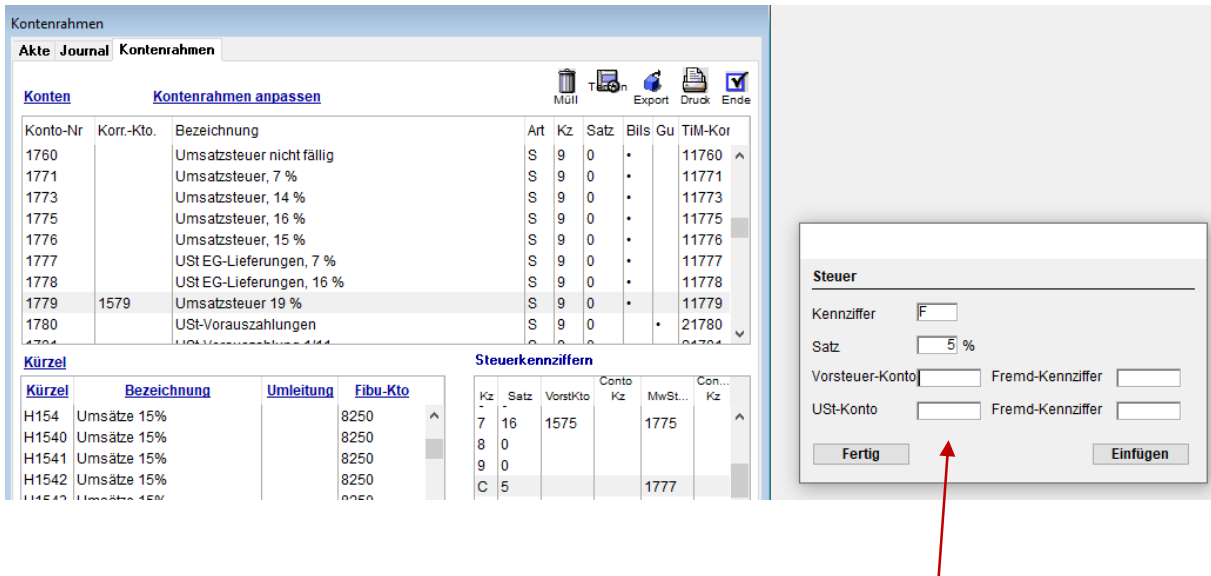 Kontenrahmen
Akte Journal Kontenrahmen
Konten Kontenrahmen anpassen
Müll T n Export Druck Ende
Konto-Nr Korr.-Kto. Bezeichnung Art Kz Satz Bils Gu TiM-Kor
1760 Umsatzsteuer nicht fällig S 9 0 • 11760
1771 Umsatzsteuer, 7 % S 9 0 • 11771
1773 Umsatzsteuer, 14 % S 9 0 • 11773
1775 Umsatzsteuer, 16 % S 9 0 • 11775
1776 Umsatzsteuer, 15 % S 9 0 • 11776
1777 USt EG-Lieferungen, 7 % S 9 0 • 11777
1778 USt EG-Lieferungen, 16 % S 9 0 • 11778
1779 1579 Umsatzsteuer 19 % S 9 0 • 11779
1780 USt-Vorauszahlungen S 9 0 • 21780
Kürzel
Kürzel Bezeichnung Umleitung Fibu-Kto
H154 Umsätze 15% 8250
H1540 Umsätze 15% 8250
H1541 Umsätze 15% 8250
H1542 Umsätze 15% 8250
Steuerkennziffern
Kz Satz VorstKto Conto Kz MwSt... Con... Kz
7 16 1575 1775
8 0
9 0
C 5 1777
Steuer
Kennziffer F
Satz 5 %
Vorsteuer-Konto Fremd-Kennziffer
USt-Konto Fremd-Kennziffer
Fertig Einfügen